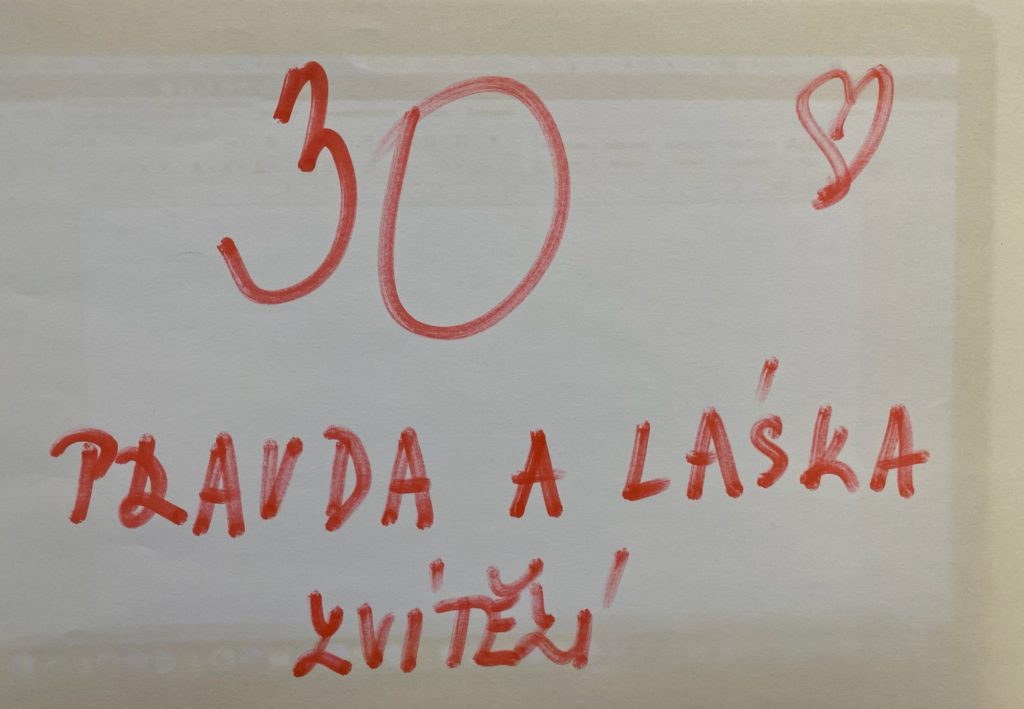 30 ♡
PRAVDA A LÁSKA
ZVÍTĚZÍ